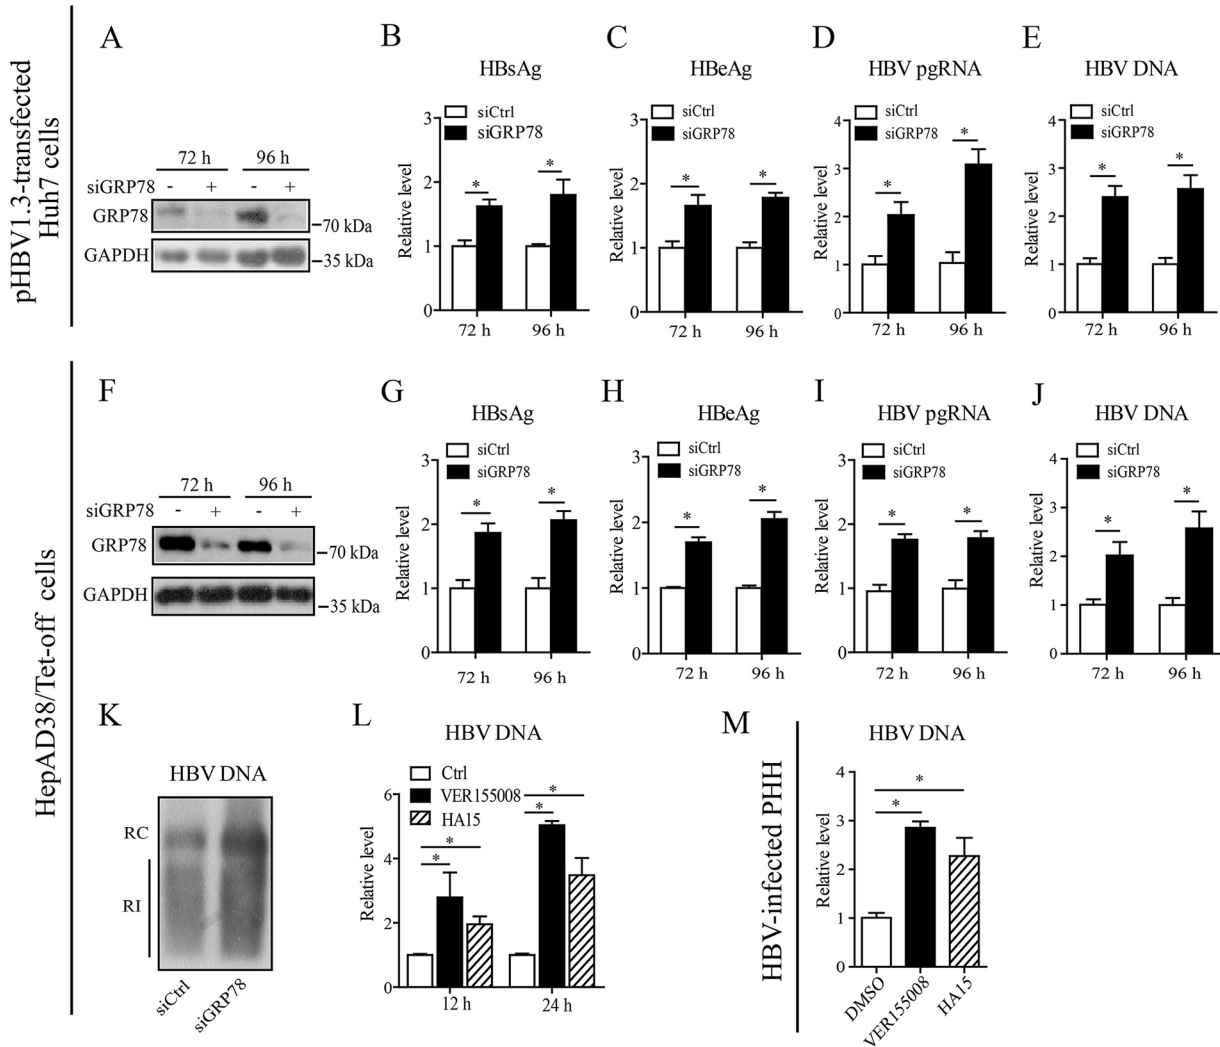 pHBV1.3-transfected
Huh7 cells
A
72 h 96 h
siGRP78 - + - +
GRP78
70 kDa
GAPDH
35 kDa
B
HBsAg
siCtrl
siGRP78
Relative level
3
2
1
0
* *
72 h 96 h
C
HBeAg
siCtrl
siGRP78
Relative level
3
2
1
0
* *
72 h 96 h
D
HBV pgRNA
siCtrl
siGRP78
Relative level
4
3
2
1
0
* *
72 h 96 h
E
HBV DNA
siCtrl
siGRP78
Relative level
4
3
2
1
0
* *
72 h 96 h
HepAD38/Tet-off cells
F
72 h 96 h
siGRP78 - + - +
GRP78
70 kDa
GAPDH
35 kDa
G
HBsAg
siCtrl
siGRP78
Relative level
3
2
1
0
* *
72 h 96 h
H
HBeAg
siCtrl
siGRP78
Relative level
3
2
1
0
* *
72 h 96 h
I
HBV pgRNA
siCtrl
siGRP78
Relative level
3
2
1
0
* *
72 h 96 h
J
HBV DNA
siCtrl
siGRP78
Relative level
4
3
2
1
0
* *
72 h 96 h
K
HBV DNA
RC
RI
siCtrl
siGRP78
L
HBV DNA
Ctrl
VER155008
HA15
Relative level
6
4
2
0
* *
* *
12 h 24 h
HBV-infected PHH
M
HBV DNA
Relative level
4
3
2
1
0
*
*
DMSO
VER155008
HA15